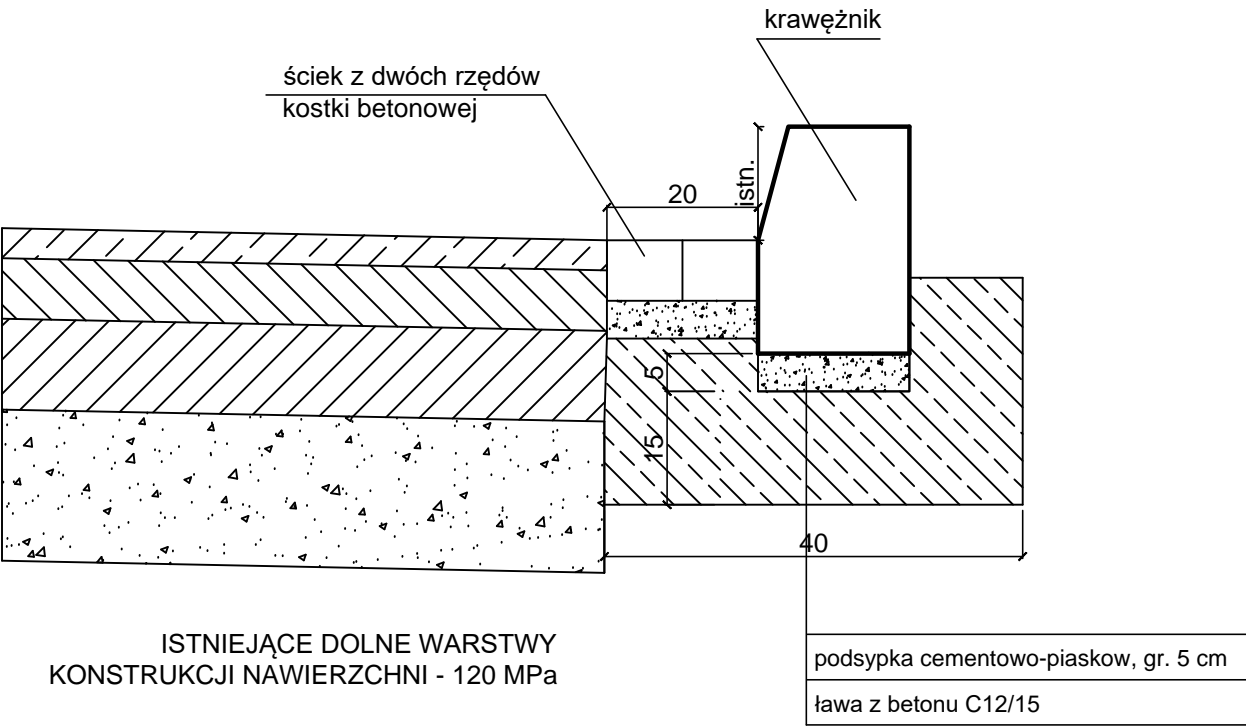 krawężnik
ściek z dwóch rzędów
kostki betonowej
istn.
20
5
15
40
ISTNIEJĄCE DOLNE WARSTWY
KONSTRUKCJI NAWIERZCHNI - 120 MPa
podsypka cementowo-piaskow, gr. 5 cm
ława z betonu C12/15